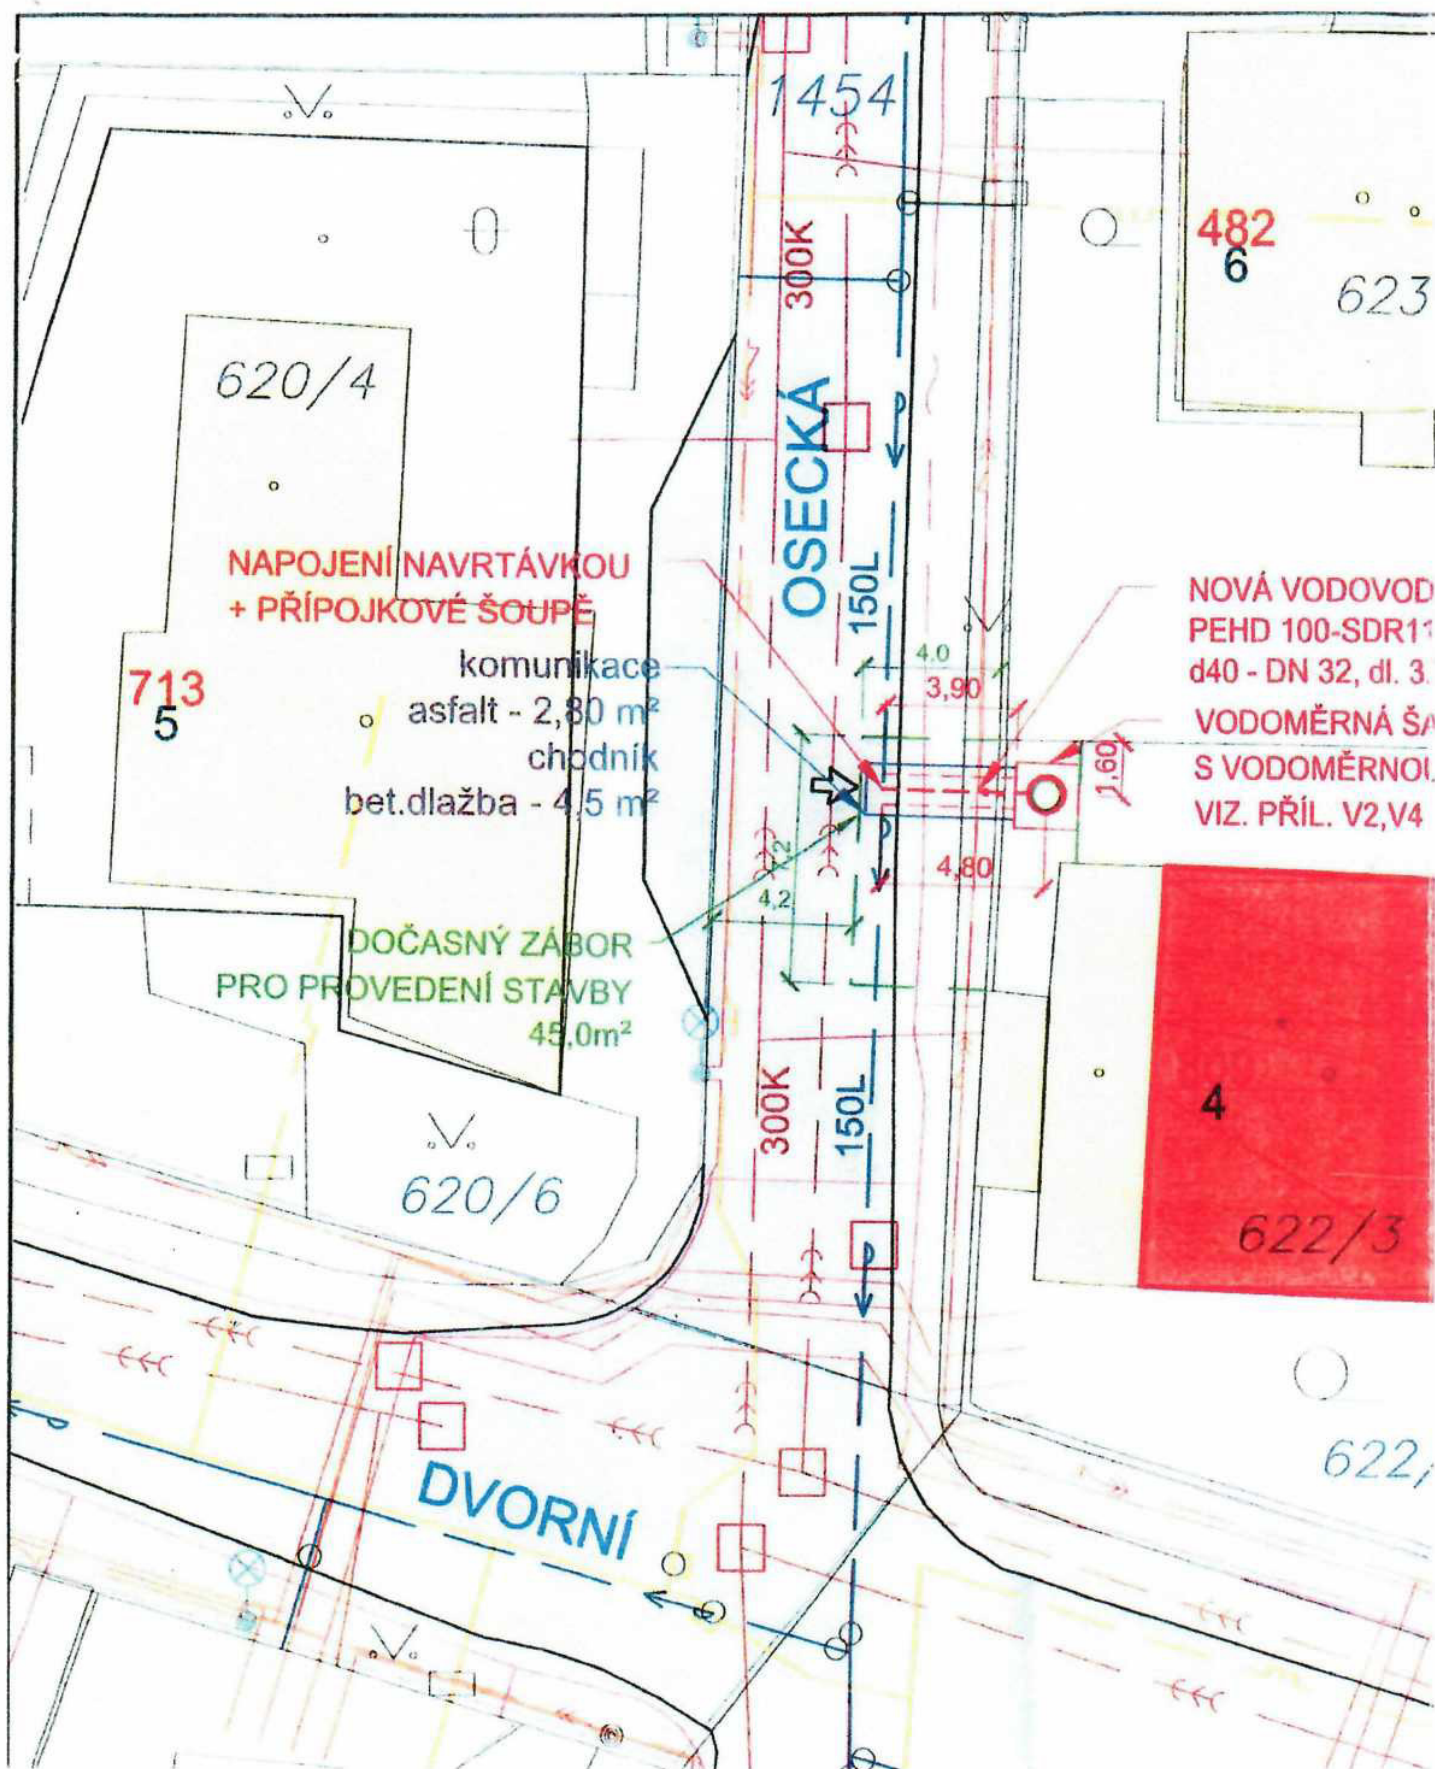 1454
300K
482
6
623
620/4
OSECKÁ
150L
NAPOJENÍ NAVRTÁVKOU
+ PŘÍPOJKOVÉ ŠOUPĚ
NOVÁ VODOVOD
PEHD 100-SDR11
d40 - DN 32, dl. 3.
komunikace
asfalt - 2,80 m²
chodník
bet.dlažba - 4,5 m²
713
5
4.0
3,90
VODOMĚRNÁ ŠA
S VODOMĚRNOU
VIZ. PŘÍL. V2,V4
1,60
4,80
4,2
DOČASNÝ ZÁBOR
PRO PROVEDENÍ STAVBY
45,0m²
300K
150L
4
620/6
622/3
622/
DVORNÍ